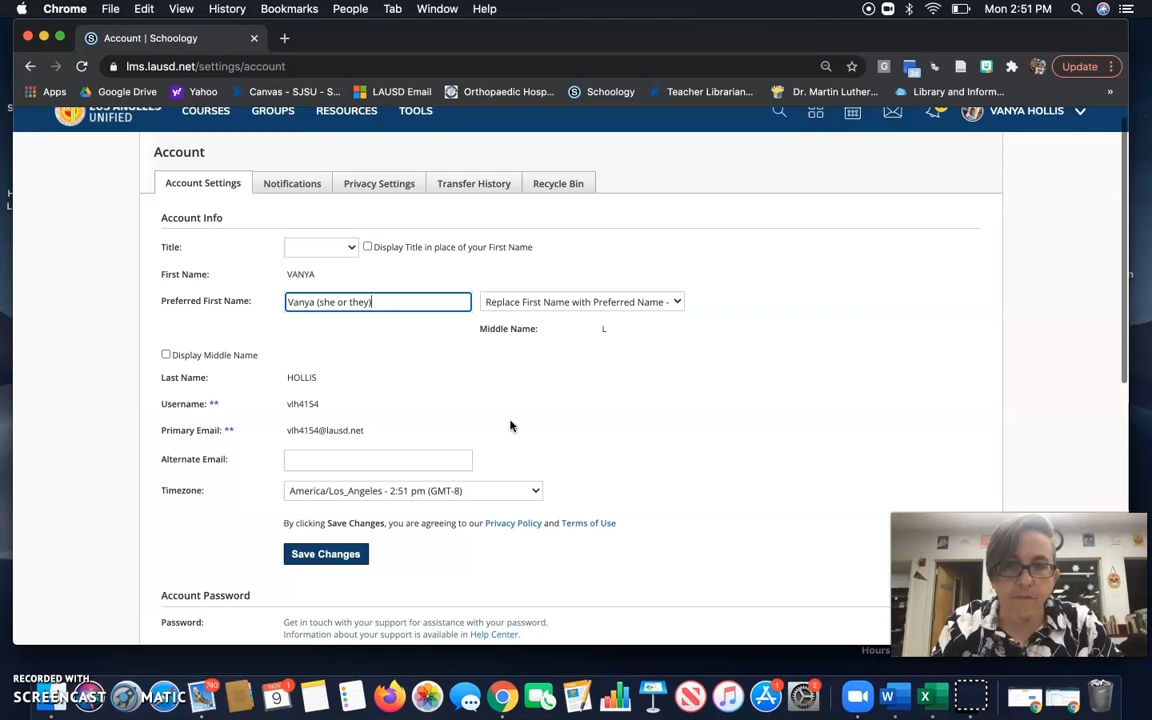 Chrome File Edit View History Bookmarks People Tab Window Help Mon 2:51 PM
Account | Schoology
lms.lausd.net/settings/account Update
Apps Google Drive Yahoo Canvas - SJSU - S... LAUSD Email Orthopaedic Hosp... Schoology Teacher Librarian... Dr. Martin Luther... Library and Inform... »
UNIFIED COURSES GROUPS RESOURCES TOOLS VANYA HOLLIS
Account
Account Settings Notifications Privacy Settings Transfer History Recycle Bin
Account Info
Title: Display Title in place of your First Name
First Name: VANYA
Preferred First Name: Vanya (she or they) Replace First Name with Preferred Name -
Middle Name: L
Display Middle Name
Last Name: HOLLIS
Username: ** vlh4154
Primary Email: ** vlh4154@lausd.net
Alternate Email:
Timezone: America/Los_Angeles - 2:51 pm (GMT-8)
By clicking Save Changes, you are agreeing to our Privacy Policy and Terms of Use
Save Changes
Account Password
Password: Get in touch with your support for assistance with your password.
Information about your support is available in Help Center.
Hours
RECORDED WITH
SCREENCAST MATIC
740
NOV
9
1
1
2